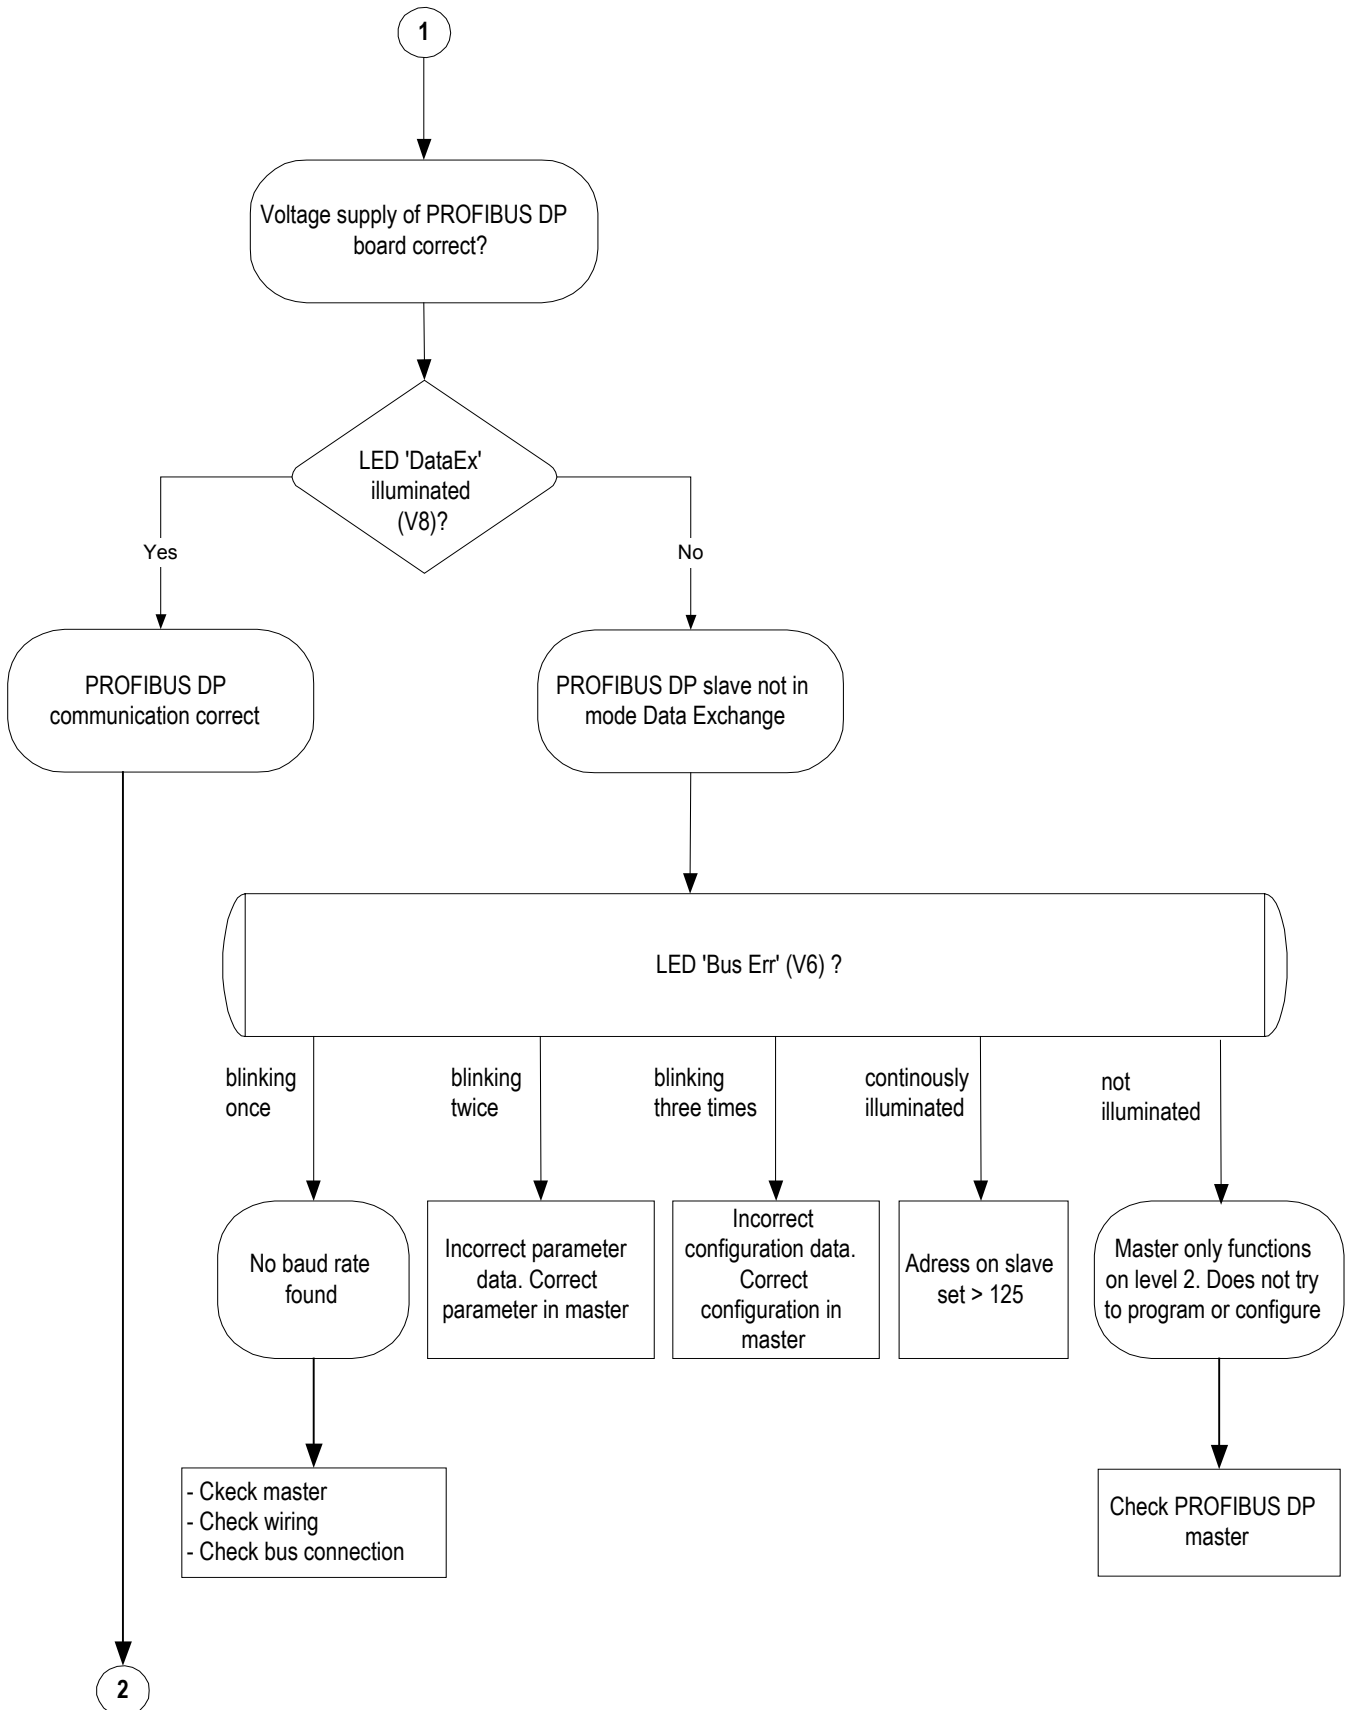 1
Voltage supply of PROFIBUS DP
board correct?
LED 'DataEx'
illuminated
(V8)?
Yes
No
PROFIBUS DP
communication correct
PROFIBUS DP slave not in
mode Data Exchange
LED 'Bus Err' (V6) ?
blinking
once
blinking
twice
blinking
three times
continously
illuminated
not
illuminated
No baud rate
found
Incorrect parameter
data. Correct
parameter in master
Incorrect
configuration data.
Correct
configuration in
master
Adress on slave
set > 125
Master only functions
on level 2. Does not try
to program or configure
- Ckeck master
- Check wiring
- Check bus connection
Check PROFIBUS DP
master
2